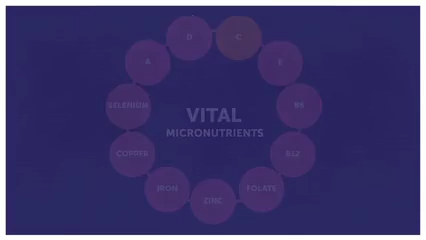 D
C
A
E
SELENIUM
B6
VITAL
MICRONUTRIENTS
COPPER
B12
IRON
FOLATE
ZINC